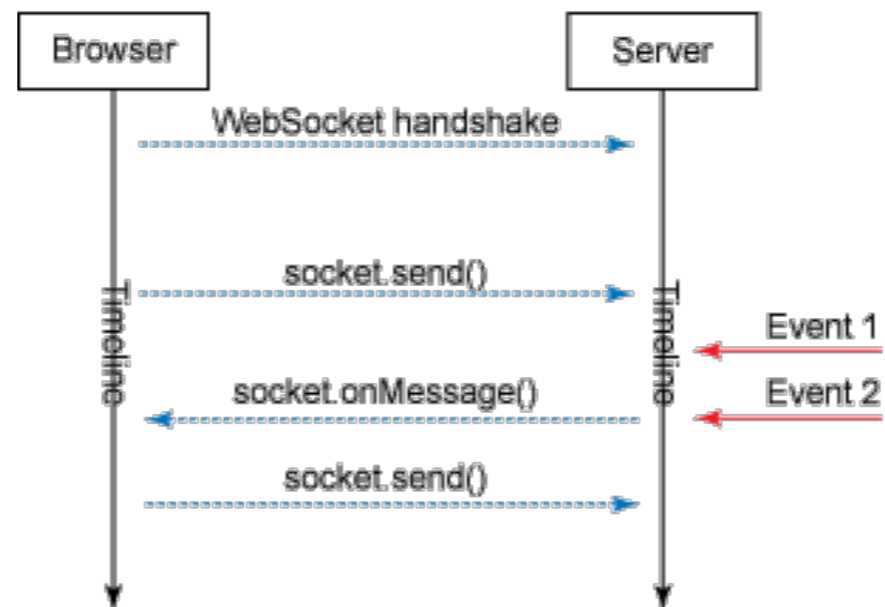 Browser
Server
WebSocket handshake
socket.send()
Timeline
Timeline
Event 1
socket.onMessage()
Event 2
socket.send()